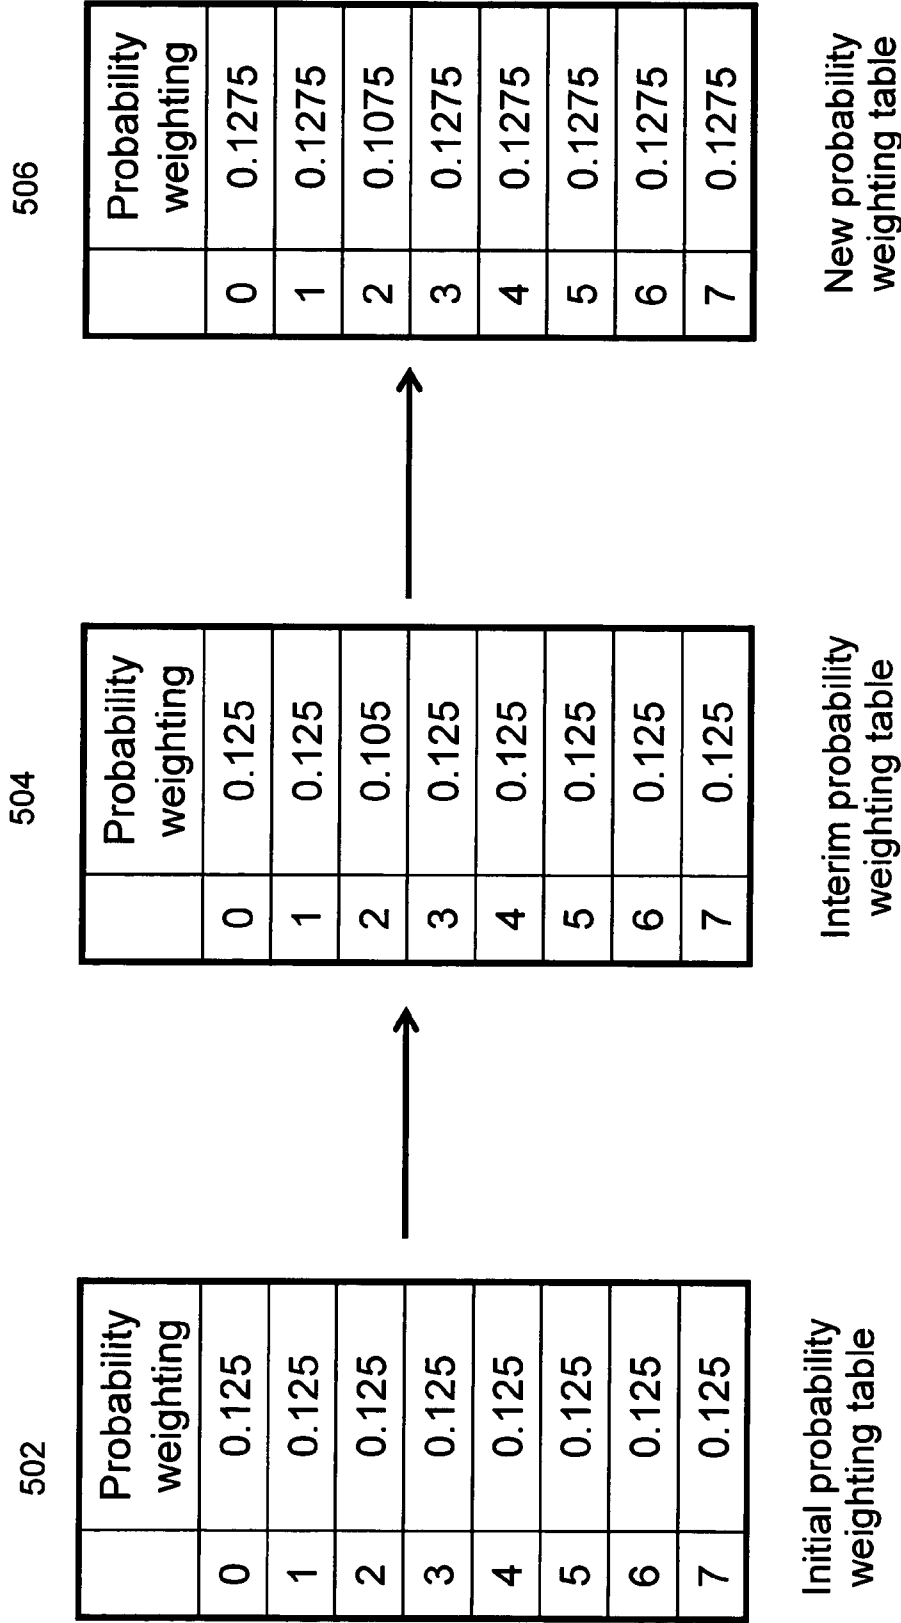 502
Probability
weighting
0 0.125
1 0.125
2 0.125
3 0.125
4 0.125
5 0.125
6 0.125
7 0.125
Initial probability
weighting table
504
Probability
weighting
0 0.125
1 0.125
2 0.105
3 0.125
4 0.125
5 0.125
6 0.125
7 0.125
Interim probability
weighting table
506
Probability
weighting
0 0.1275
1 0.1275
2 0.1075
3 0.1275
4 0.1275
5 0.1275
6 0.1275
7 0.1275
New probability
weighting table